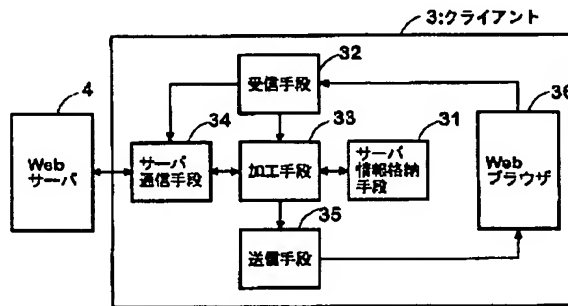 3:クライアント
32
受信手段
4
34
33
31
36
Web
サーバ
サーバ
通信手段
加工手段
サーバ
情報格納
手段
Web
ブラウザ
35
送信手段